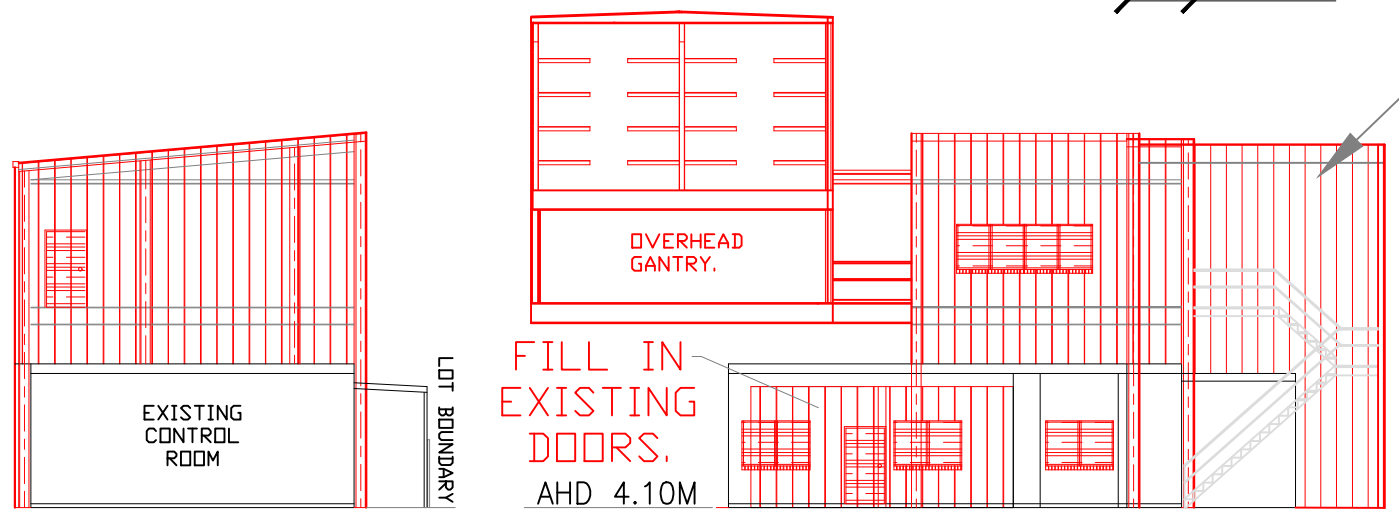 EXISTING
CONTROL
ROOM
LOT BOUNDARY
OVERHEAD
GANTRY.
FILL IN
EXISTING
DOORS.
AHD 4.10M